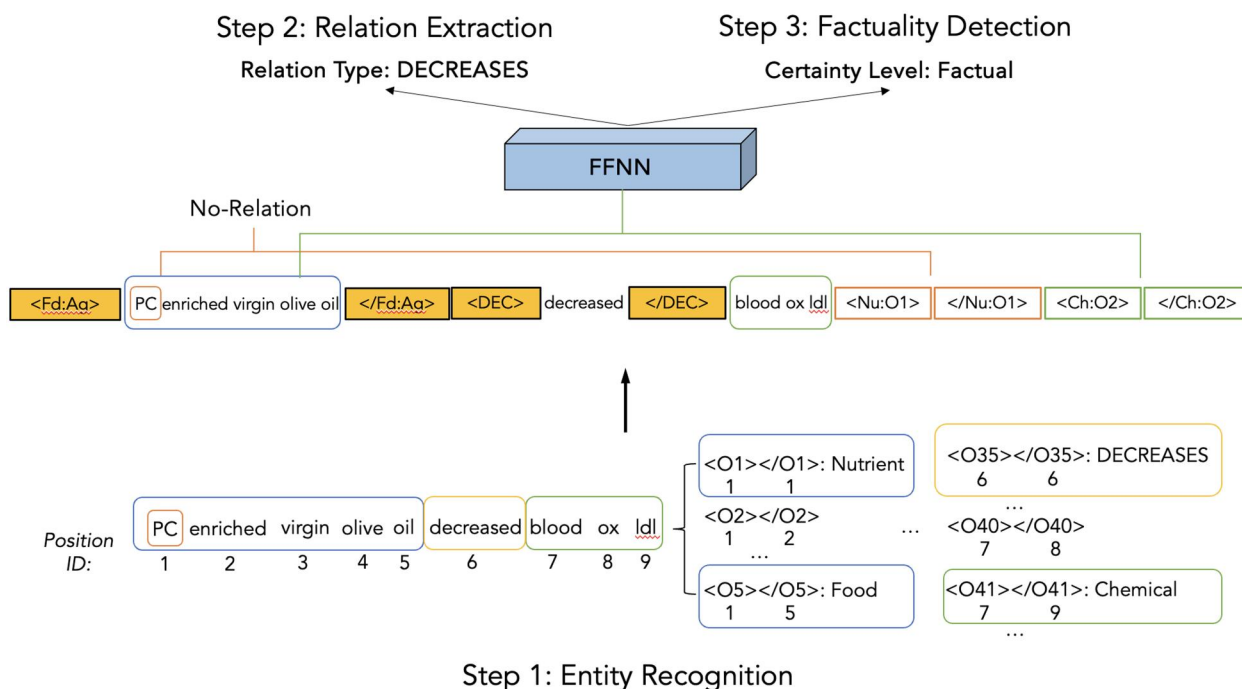 Step 2: Relation Extraction
Step 3: Factuality Detection
Relation Type: DECREASES
Certainty Level: Factual
FFNN
No-Relation
<Fd:Ag> PC enriched virgin olive oil </Fd:Ag> <DEC> decreased </DEC> blood ox ldl <Nu:O1> </Nu:O1> <Ch:O2> </Ch:O2>
Position ID:
PC enriched virgin olive oil decreased blood ox ldl
1 2 3 4 5 6 7 8 9
<O1></O1>: Nutrient
1 1
<O2></O2>
1 2
...
<O5></O5>: Food
1 5
...
<O35></O35>: DECREASES
6 6
...
<O40></O40>
7 8
<O41></O41>: Chemical
7 9
...
Step 1: Entity Recognition